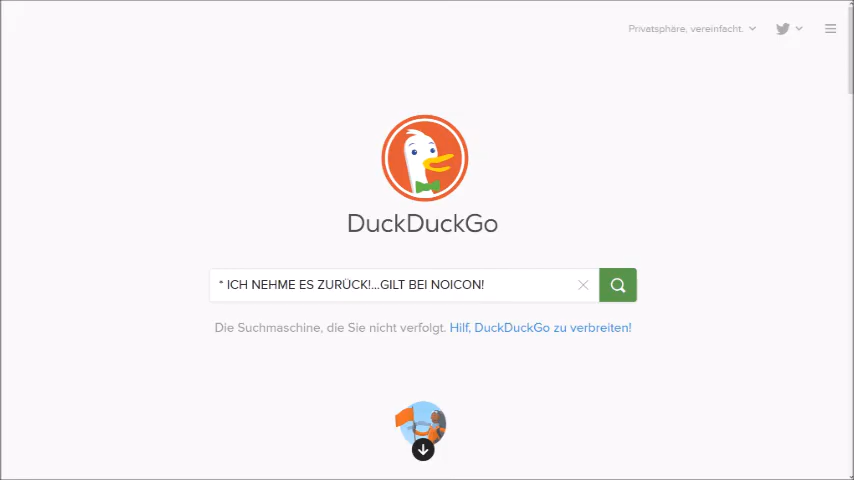 Privatsphäre, vereinfacht.
DuckDuckGo
* ICH NEHME ES ZURÜCK!...GILT BEI NOICON!
Die Suchmaschine, die Sie nicht verfolgt. Hilf, DuckDuckGo zu verbreiten!